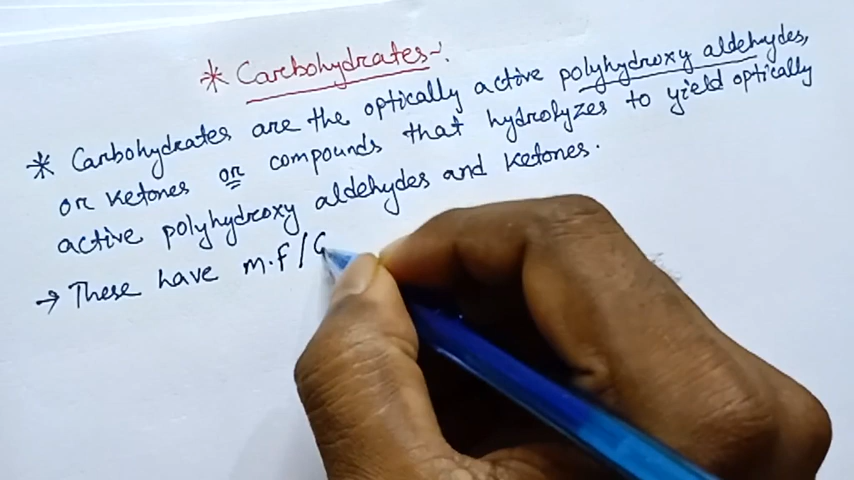 * Carbohydrates ~:
* Carbohydrates are the optically active polyhydroxy aldehydes,
or ketones or compounds that hydrolyzes to yield optically
active polyhydroxy aldehydes and ketones.
→ These have m.F/G